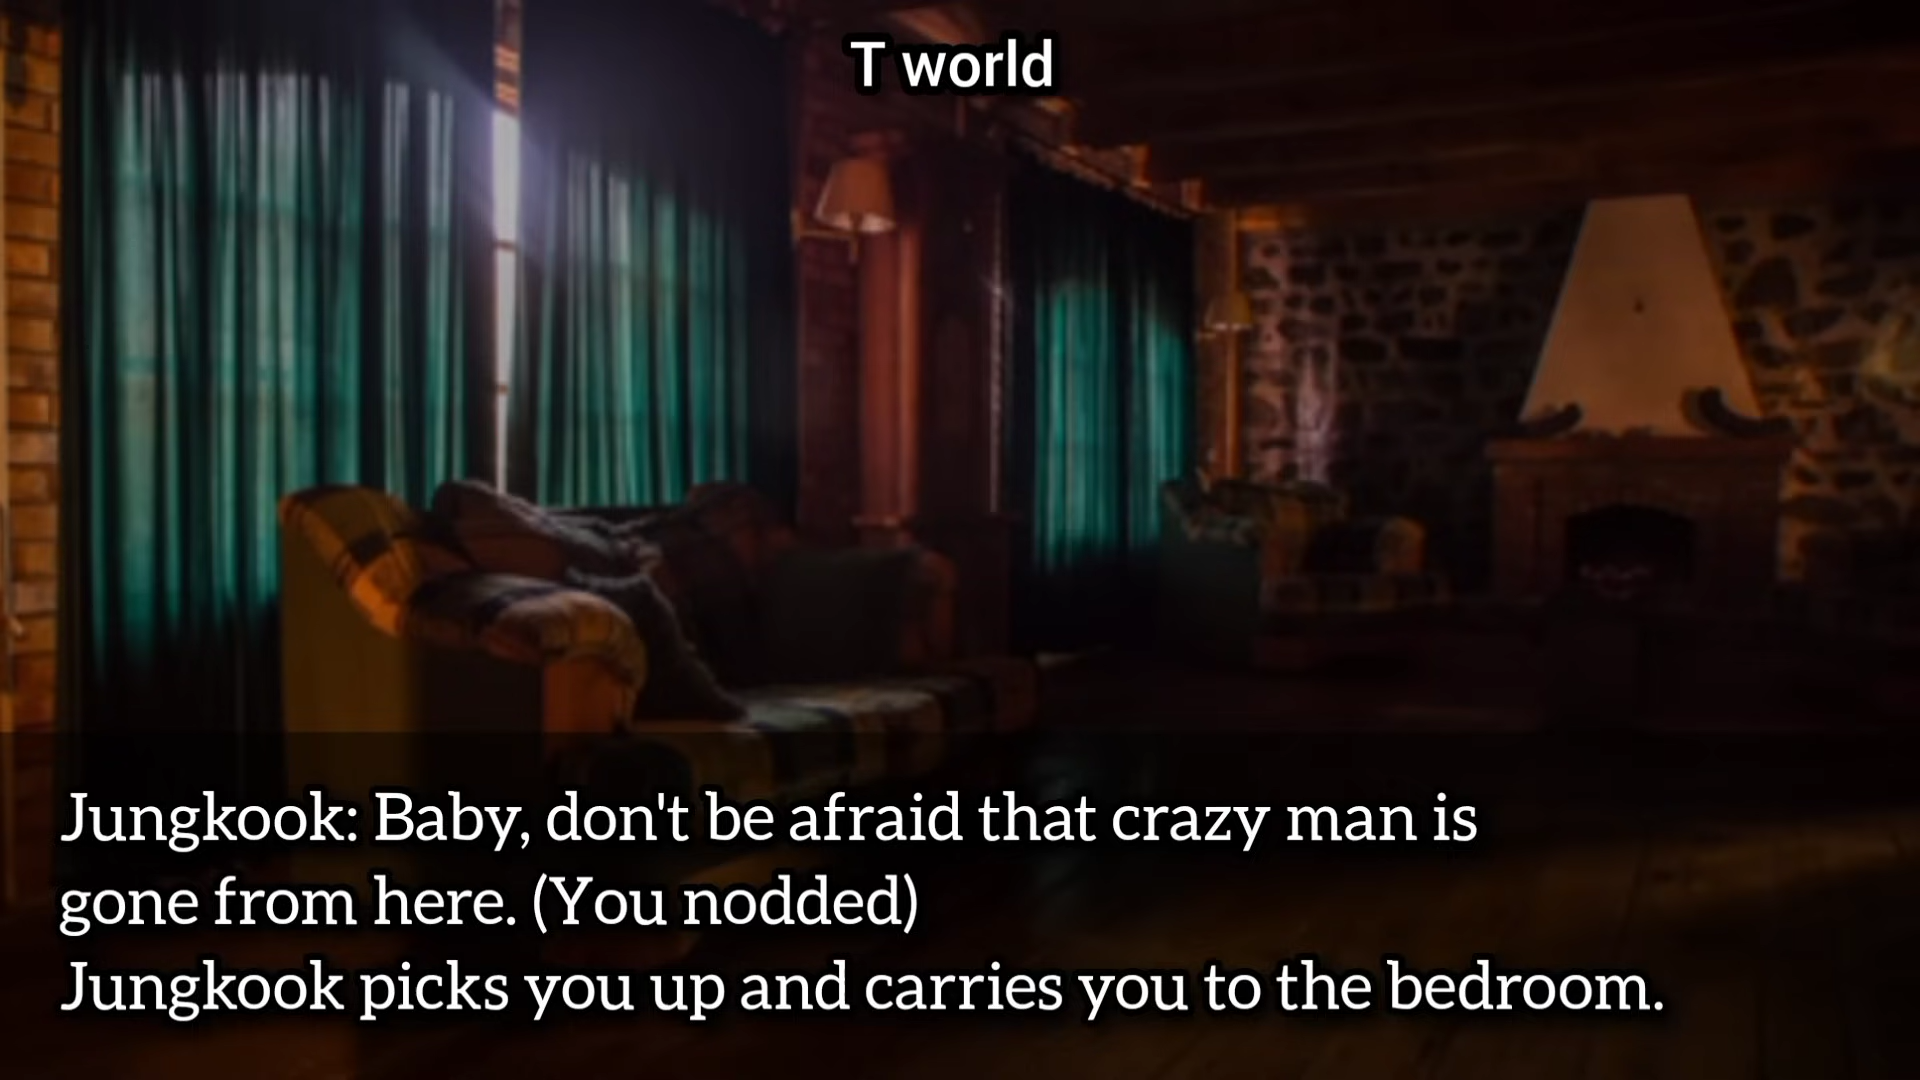 T world
Jungkook: Baby, don't be afraid that crazy man is
gone from here. (You nodded)
Jungkook picks you up and carries you to the bedroom.